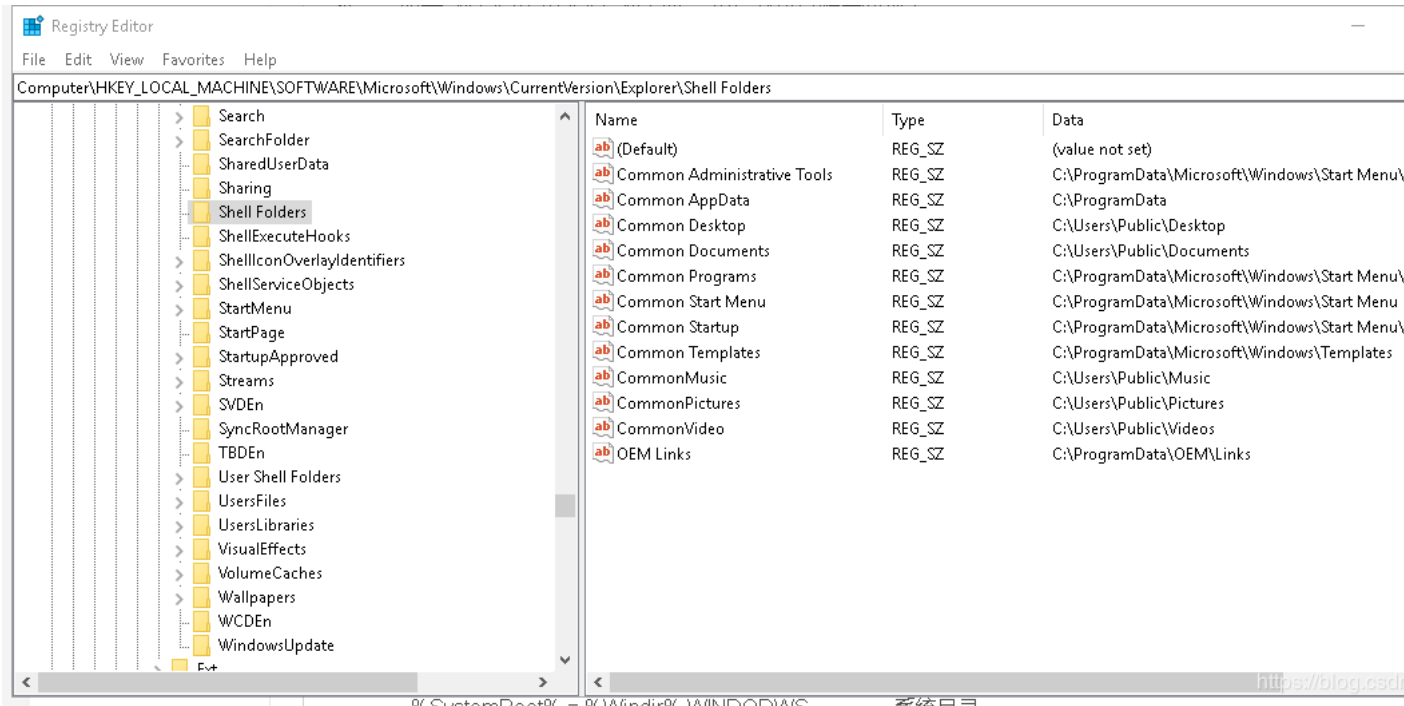 Registry Editor
File Edit View Favorites Help
Computer\HKEY_LOCAL_MACHINE\SOFTWARE\Microsoft\Windows\CurrentVersion\Explorer\Shell Folders
Search
SearchFolder
SharedUserData
Sharing
Shell Folders
ShellExecuteHooks
ShellIconOverlayIdentifiers
ShellServiceObjects
StartMenu
StartPage
StartupApproved
Streams
SVDEn
SyncRootManager
TBDEn
User Shell Folders
UsersFiles
UsersLibraries
VisualEffects
VolumeCaches
Wallpapers
WCDEn
WindowsUpdate
Ext
Name Type Data
(Default) REG_SZ (value not set)
Common Administrative Tools REG_SZ C:\ProgramData\Microsoft\Windows\Start Menu\
Common AppData REG_SZ C:\ProgramData
Common Desktop REG_SZ C:\Users\Public\Desktop
Common Documents REG_SZ C:\Users\Public\Documents
Common Programs REG_SZ C:\ProgramData\Microsoft\Windows\Start Menu\
Common Start Menu REG_SZ C:\ProgramData\Microsoft\Windows\Start Menu
Common Startup REG_SZ C:\ProgramData\Microsoft\Windows\Start Menu\
Common Templates REG_SZ C:\ProgramData\Microsoft\Windows\Templates
CommonMusic REG_SZ C:\Users\Public\Music
CommonPictures REG_SZ C:\Users\Public\Pictures
CommonVideo REG_SZ C:\Users\Public\Videos
OEM Links REG_SZ C:\ProgramData\OEM\Links
https://blog.csd